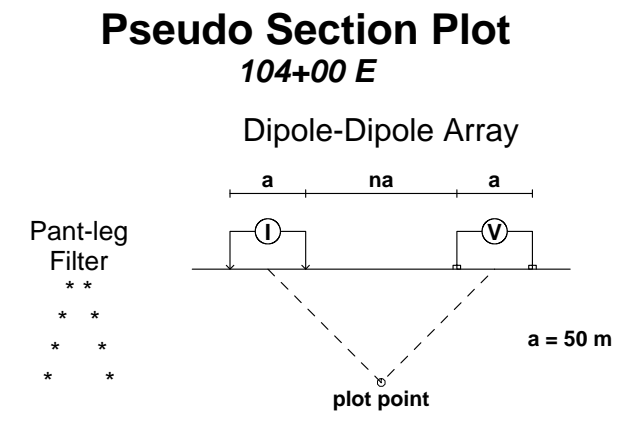 Pseudo Section Plot
104+00 E
Dipole-Dipole Array
a na a
I V
Pant-leg
Filter
* *
* *
* *
* *
a = 50 m
plot point